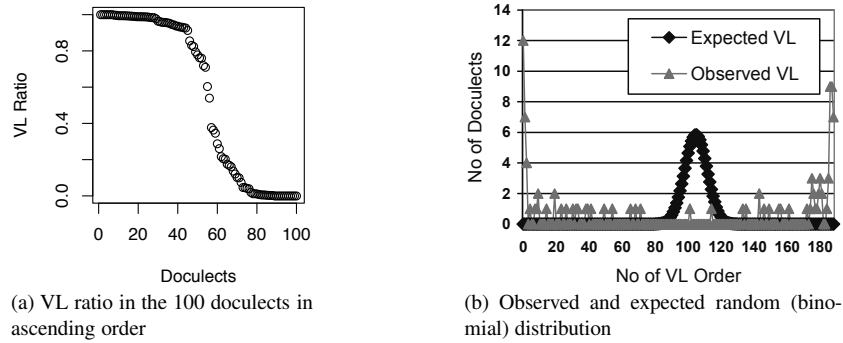 VL Ratio
0.8
0.4
0.0
0 20 40 60 80 100
Doculects
(a) VL ratio in the 100 doculects in
ascending order
No of Doculects
14
12
10
8
6
4
2
0
Expected VL
Observed VL
0 20 40 60 80 100 120 140 160 180
No of VL Order
(b) Observed and expected random (bino-
mial) distribution